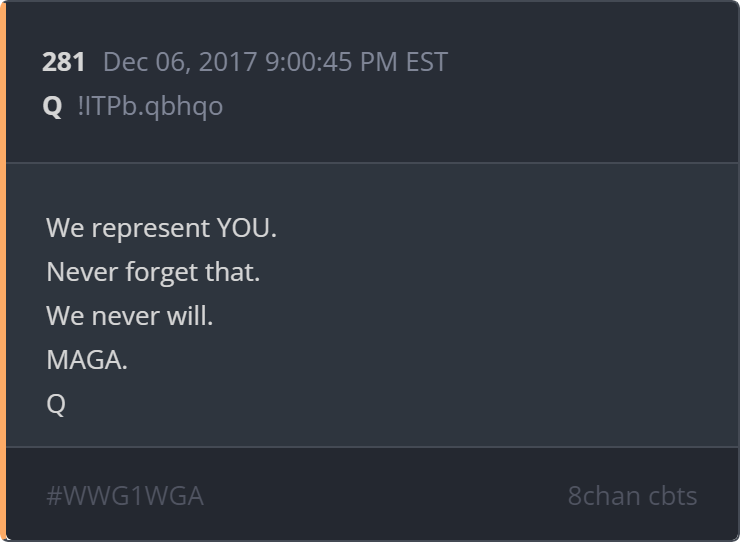 281 Dec 06, 2017 9:00:45 PM EST
Q !ITPb.qbhqo
We represent YOU.
Never forget that.
We never will.
MAGA.
Q
#WWG1WGA 8chan cbts